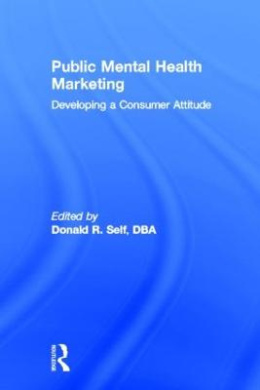 Public Mental Health
Marketing
Developing a Consumer Attitude
Edited by
Donald R. Self, DBA
ROUTLEDGE